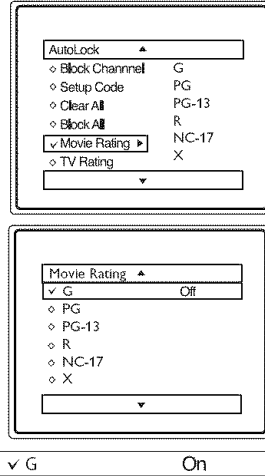 AutoLock
Block Channnel G
Setup Code PG
Clear All PG-13
Block All R
✓ Movie Rating NC-17
TV Rating X
Movie Rating
✓ G Off
PG
PG-13
R
NC-17
X
✓ G On